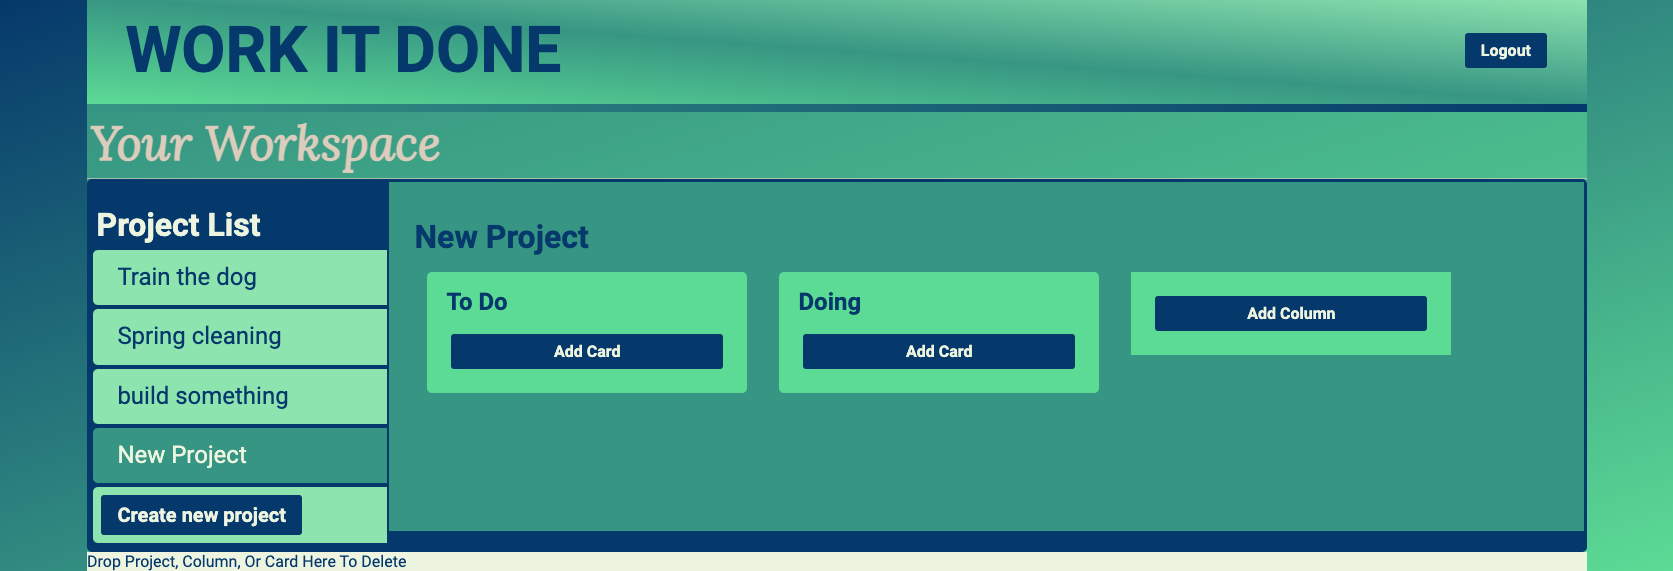 WORK IT DONE
Logout
Your Workspace
Project List
Train the dog
Spring cleaning
build something
New Project
Create new project
New Project
To Do
Add Card
Doing
Add Card
Add Column
Drop Project, Column, Or Card Here To Delete